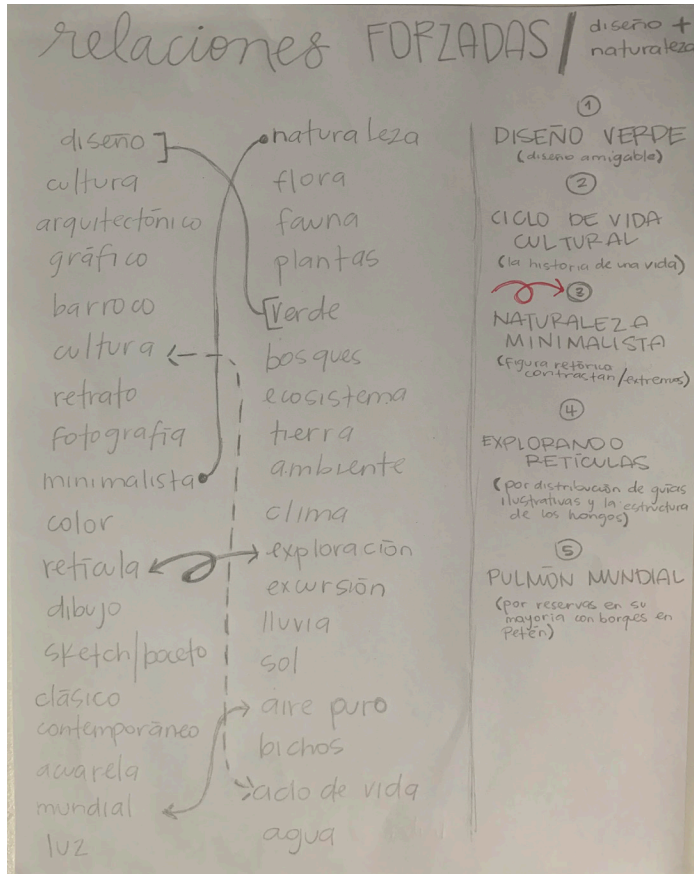 relaciones FORZADAS / diseño + naturaleza
diseño
cultura
arquitectónico
gráfico
barroco
cultura
retrato
fotografía
minimalista
color
retícula
dibujo
sketch/boceto
clásico
contemporáneo
acuarela
mundial
luz
naturaleza
flora
fauna
plantas
verde
bosques
ecosistema
tierra
ambiente
clima
exploración
excursión
lluvia
sol
aire puro
bichos
ciclo de vida
agua
1
DISEÑO VERDE
(diseño amigable)
2
CICLO DE VIDA
CULTURAL
(la historia de una vida)
3
NATURALEZA
MINIMALISTA
(figura retórica
contrastan/extremos)
4
EXPLORANDO
RETÍCULAS
(por distribución de guías
ilustrativas y la estructura
de los hongos)
5
PULMÓN MUNDIAL
(por reservas en su
mayoría con borques en
Petén)